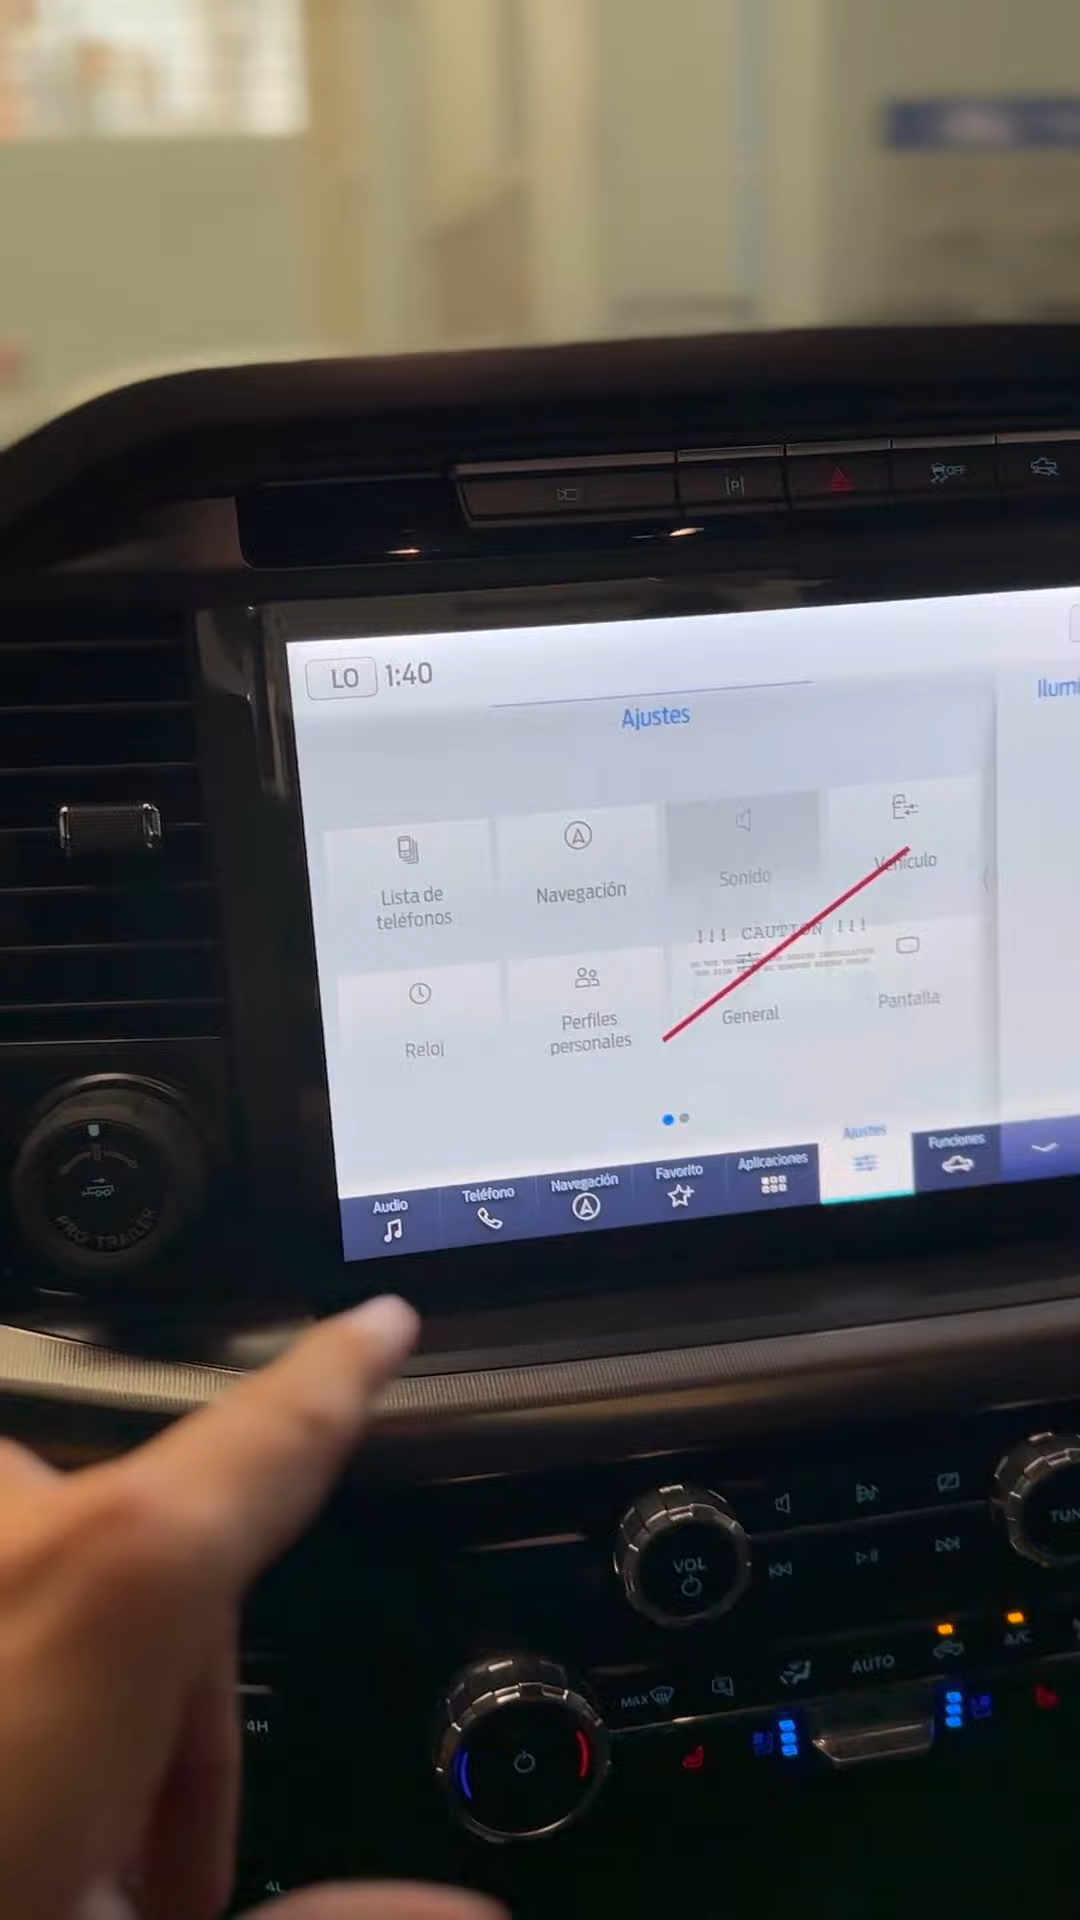 OFF
LO 1:40
Ajustes
Lista de
teléfonos
Navegación
Sonido
Vehículo
!!! CAUTION !!!
Reloj
Perfiles
personales
General
Pantalla
Audio
Teléfono
Navegación
Favorito
Aplicaciones
Ajustes
Funciones
PRO TRAILER
VOL
MAX
AUTO
A/C
4H
4L